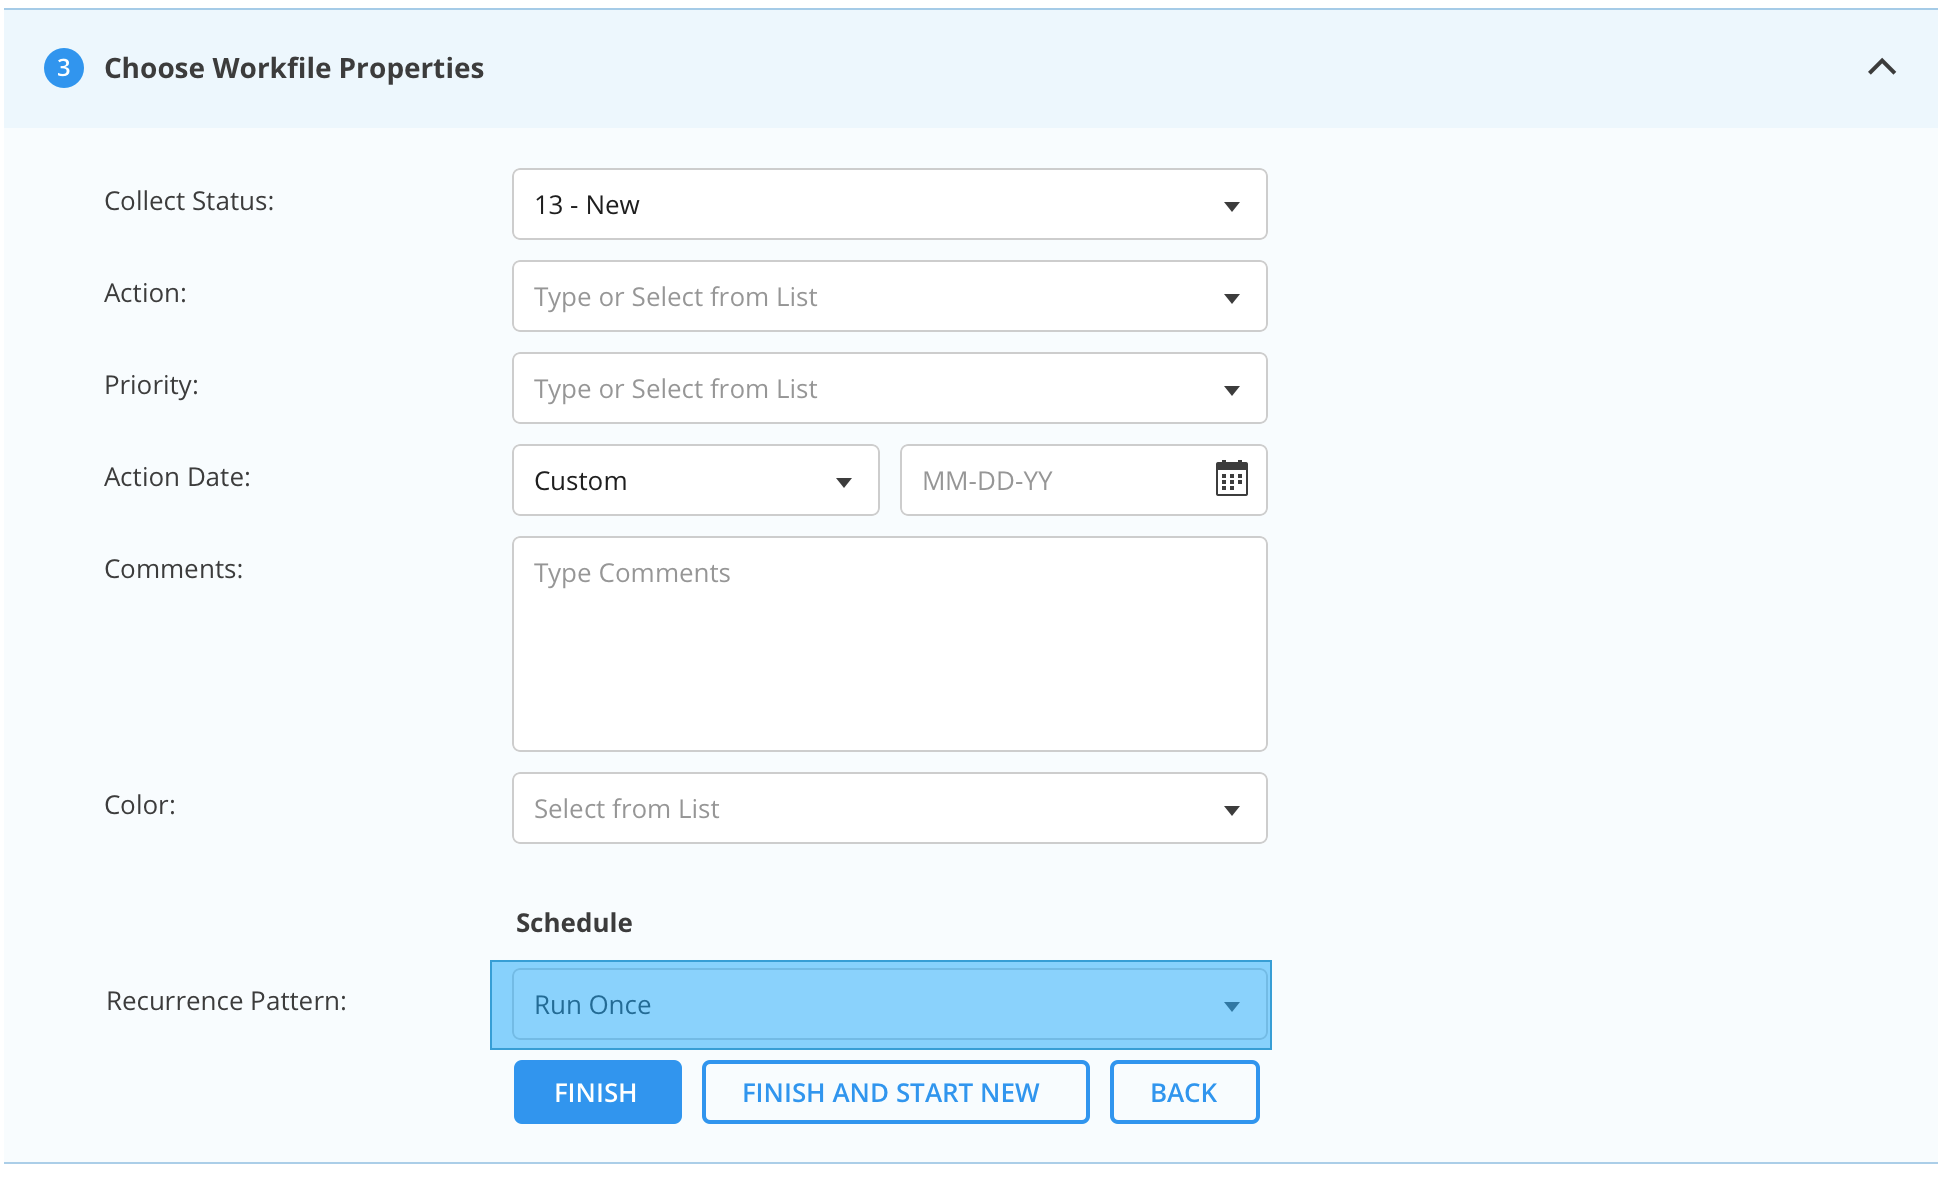 3 Choose Workfile Properties
Collect Status: 13 - New
Action: Type or Select from List
Priority: Type or Select from List
Action Date: Custom MM-DD-YY
Comments: Type Comments
Color: Select from List
Schedule
Recurrence Pattern: Run Once
FINISH FINISH AND START NEW BACK